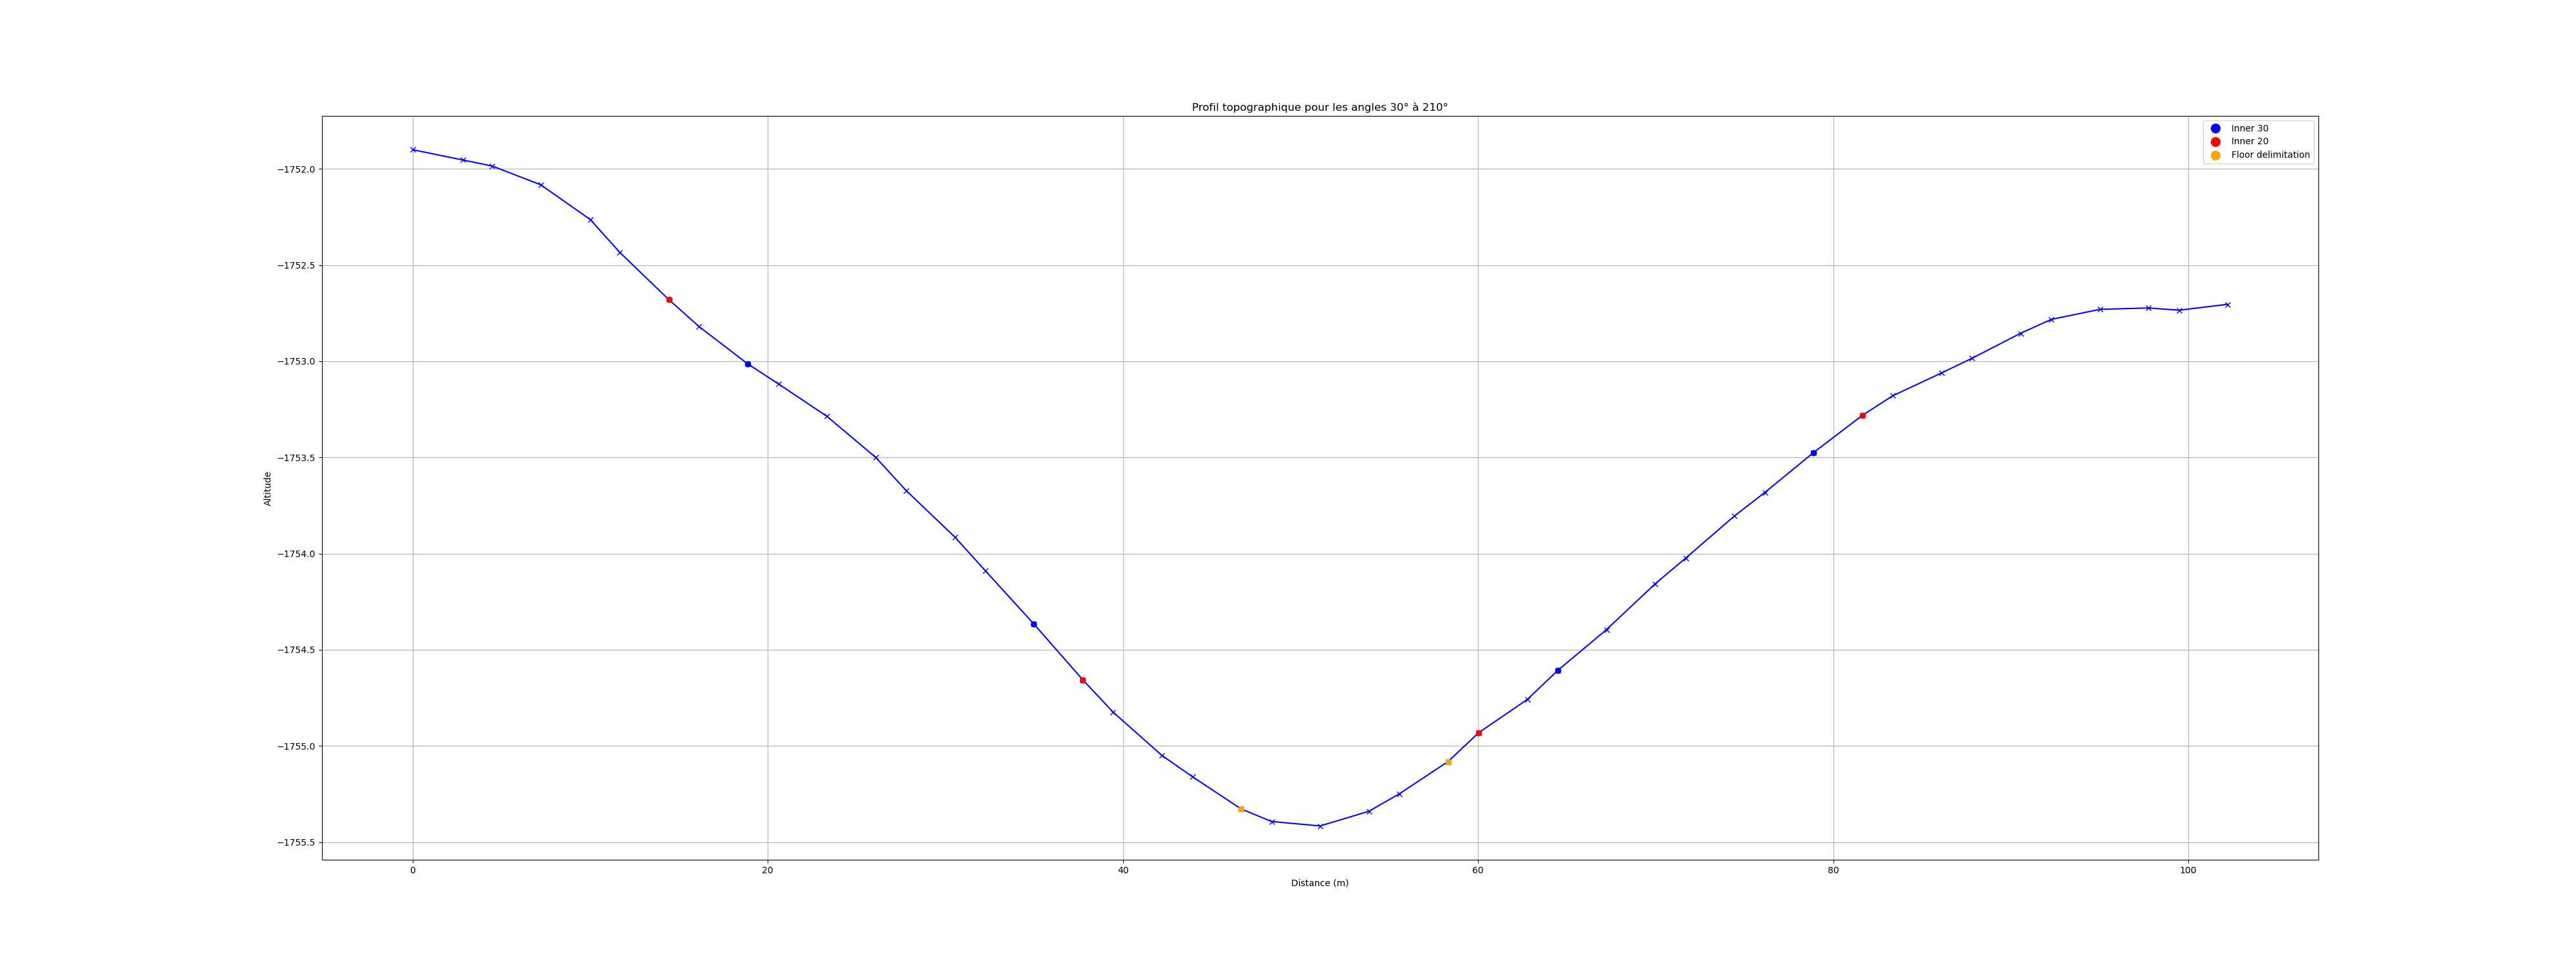 Profil topographique pour les angles 30° à 210°
Inner 30
Inner 20
Floor delimitation
−1752.0
−1752.5
−1753.0
−1753.5
−1754.0
−1754.5
−1755.0
−1755.5
Altitude
0 20 40 60 80 100
Distance (m)